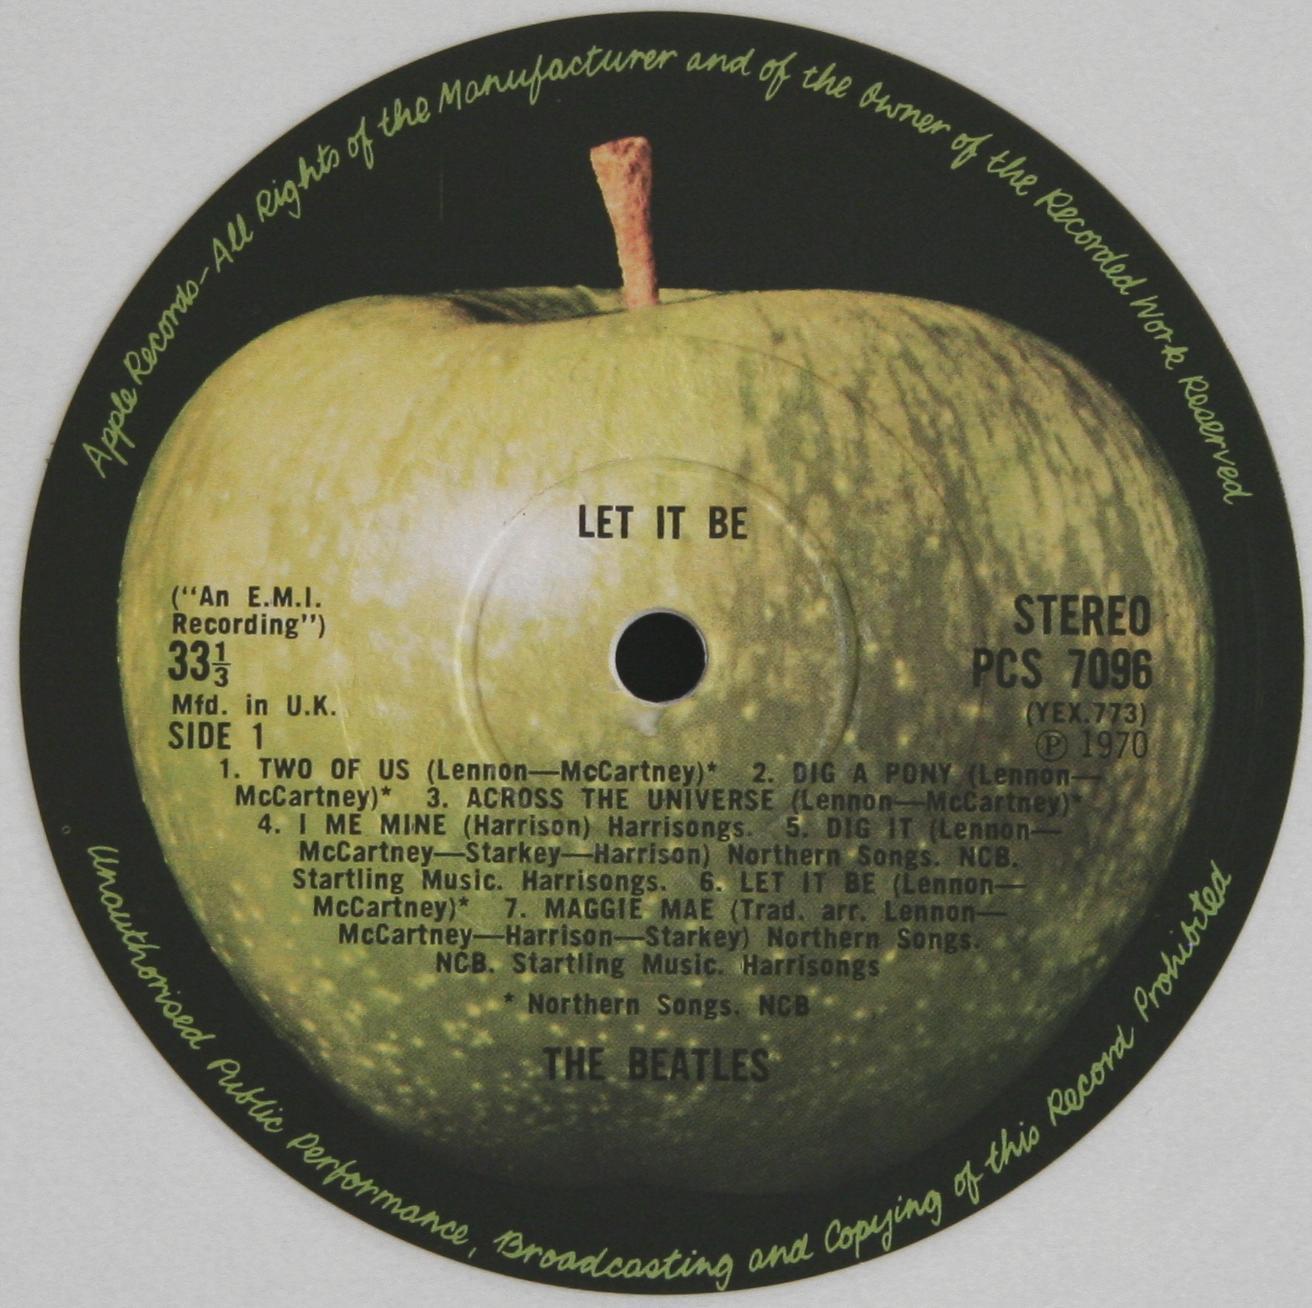 Apple Records–All Rights of the Manufacturer and of the Owner of the Recorded Work Reserved
LET IT BE
("An E.M.I.
Recording")
33⅓
Mfd. in U.K.
SIDE 1
STEREO
PCS 7096
(YEX.773)
Ⓟ 1970
1. TWO OF US (Lennon—McCartney)* 2. DIG A PONY (Lennon—
McCartney)* 3. ACROSS THE UNIVERSE (Lennon—McCartney)*
4. I ME MINE (Harrison) Harrisongs. 5. DIG IT (Lennon—
McCartney—Starkey—Harrison) Northern Songs. NCB.
Startling Music. Harrisongs. 6. LET IT BE (Lennon—
McCartney)* 7. MAGGIE MAE (Trad. arr. Lennon—
McCartney—Harrison—Starkey) Northern Songs.
NCB. Startling Music. Harrisongs
* Northern Songs. NCB
THE BEATLES
Unauthorised Public Performance, Broadcasting and Copying of this Record Prohibited